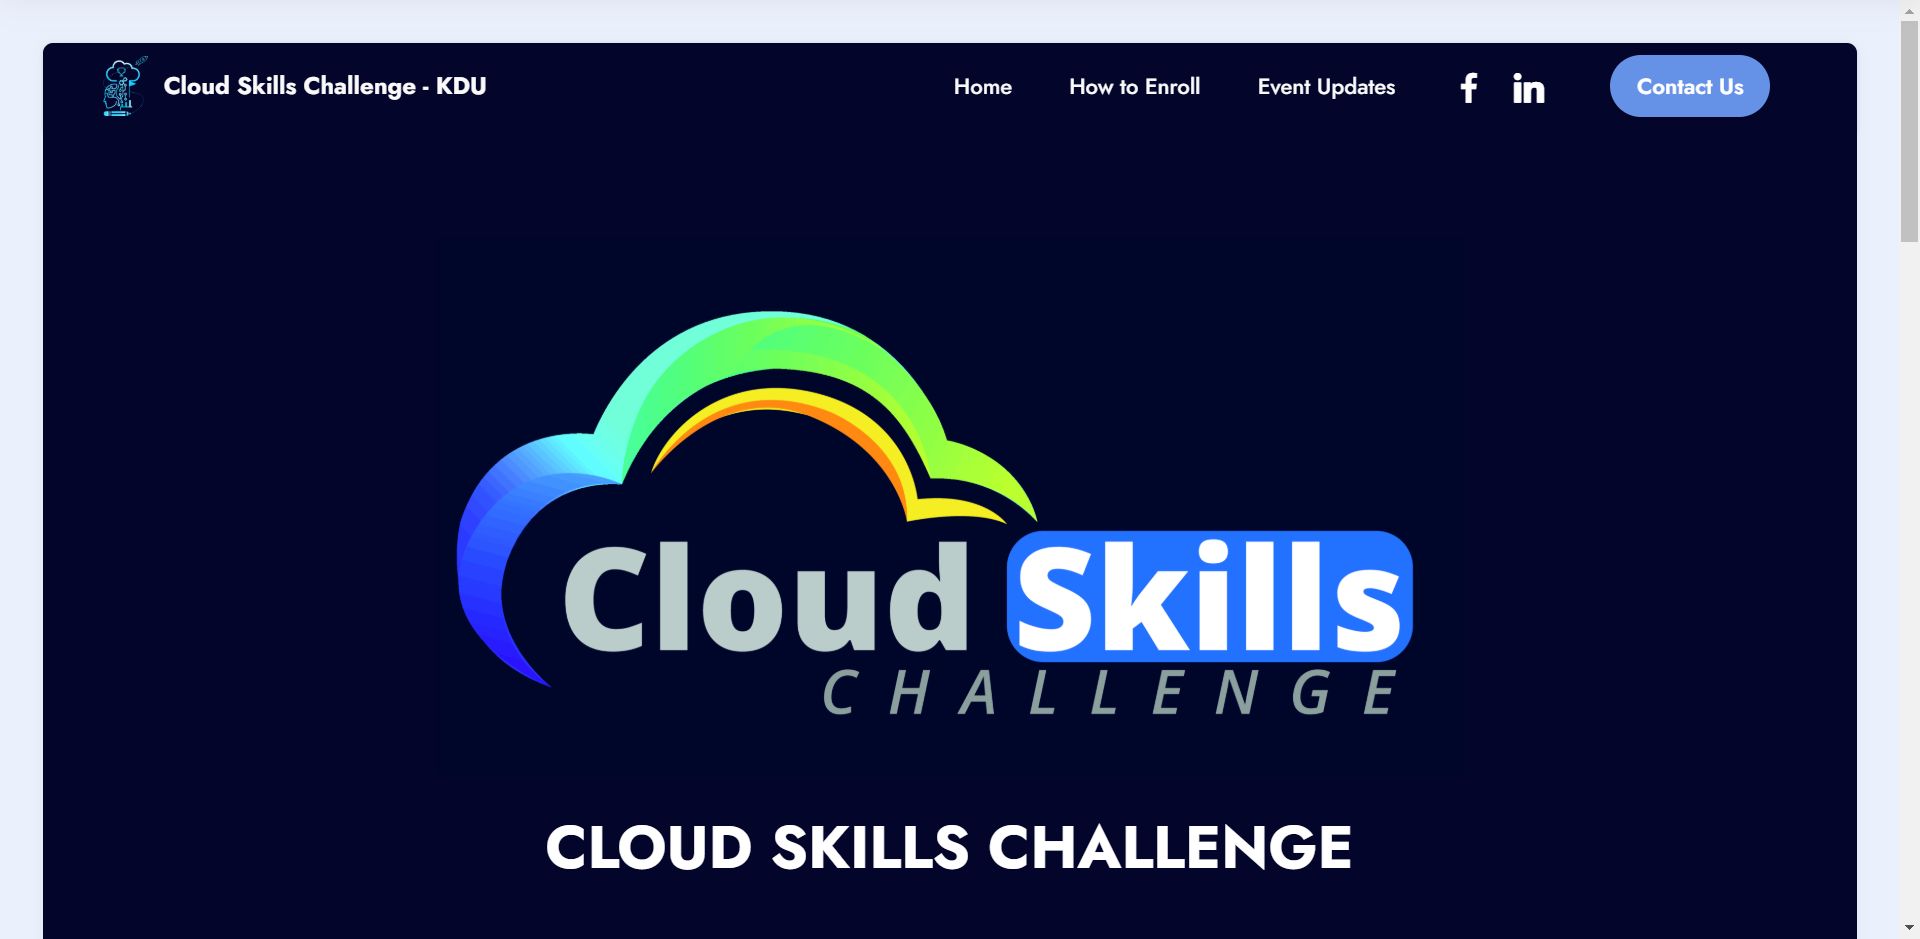 Cloud Skills Challenge - KDU
Home
How to Enroll
Event Updates
Contact Us
Cloud Skills
CHALLENGE
CLOUD SKILLS CHALLENGE